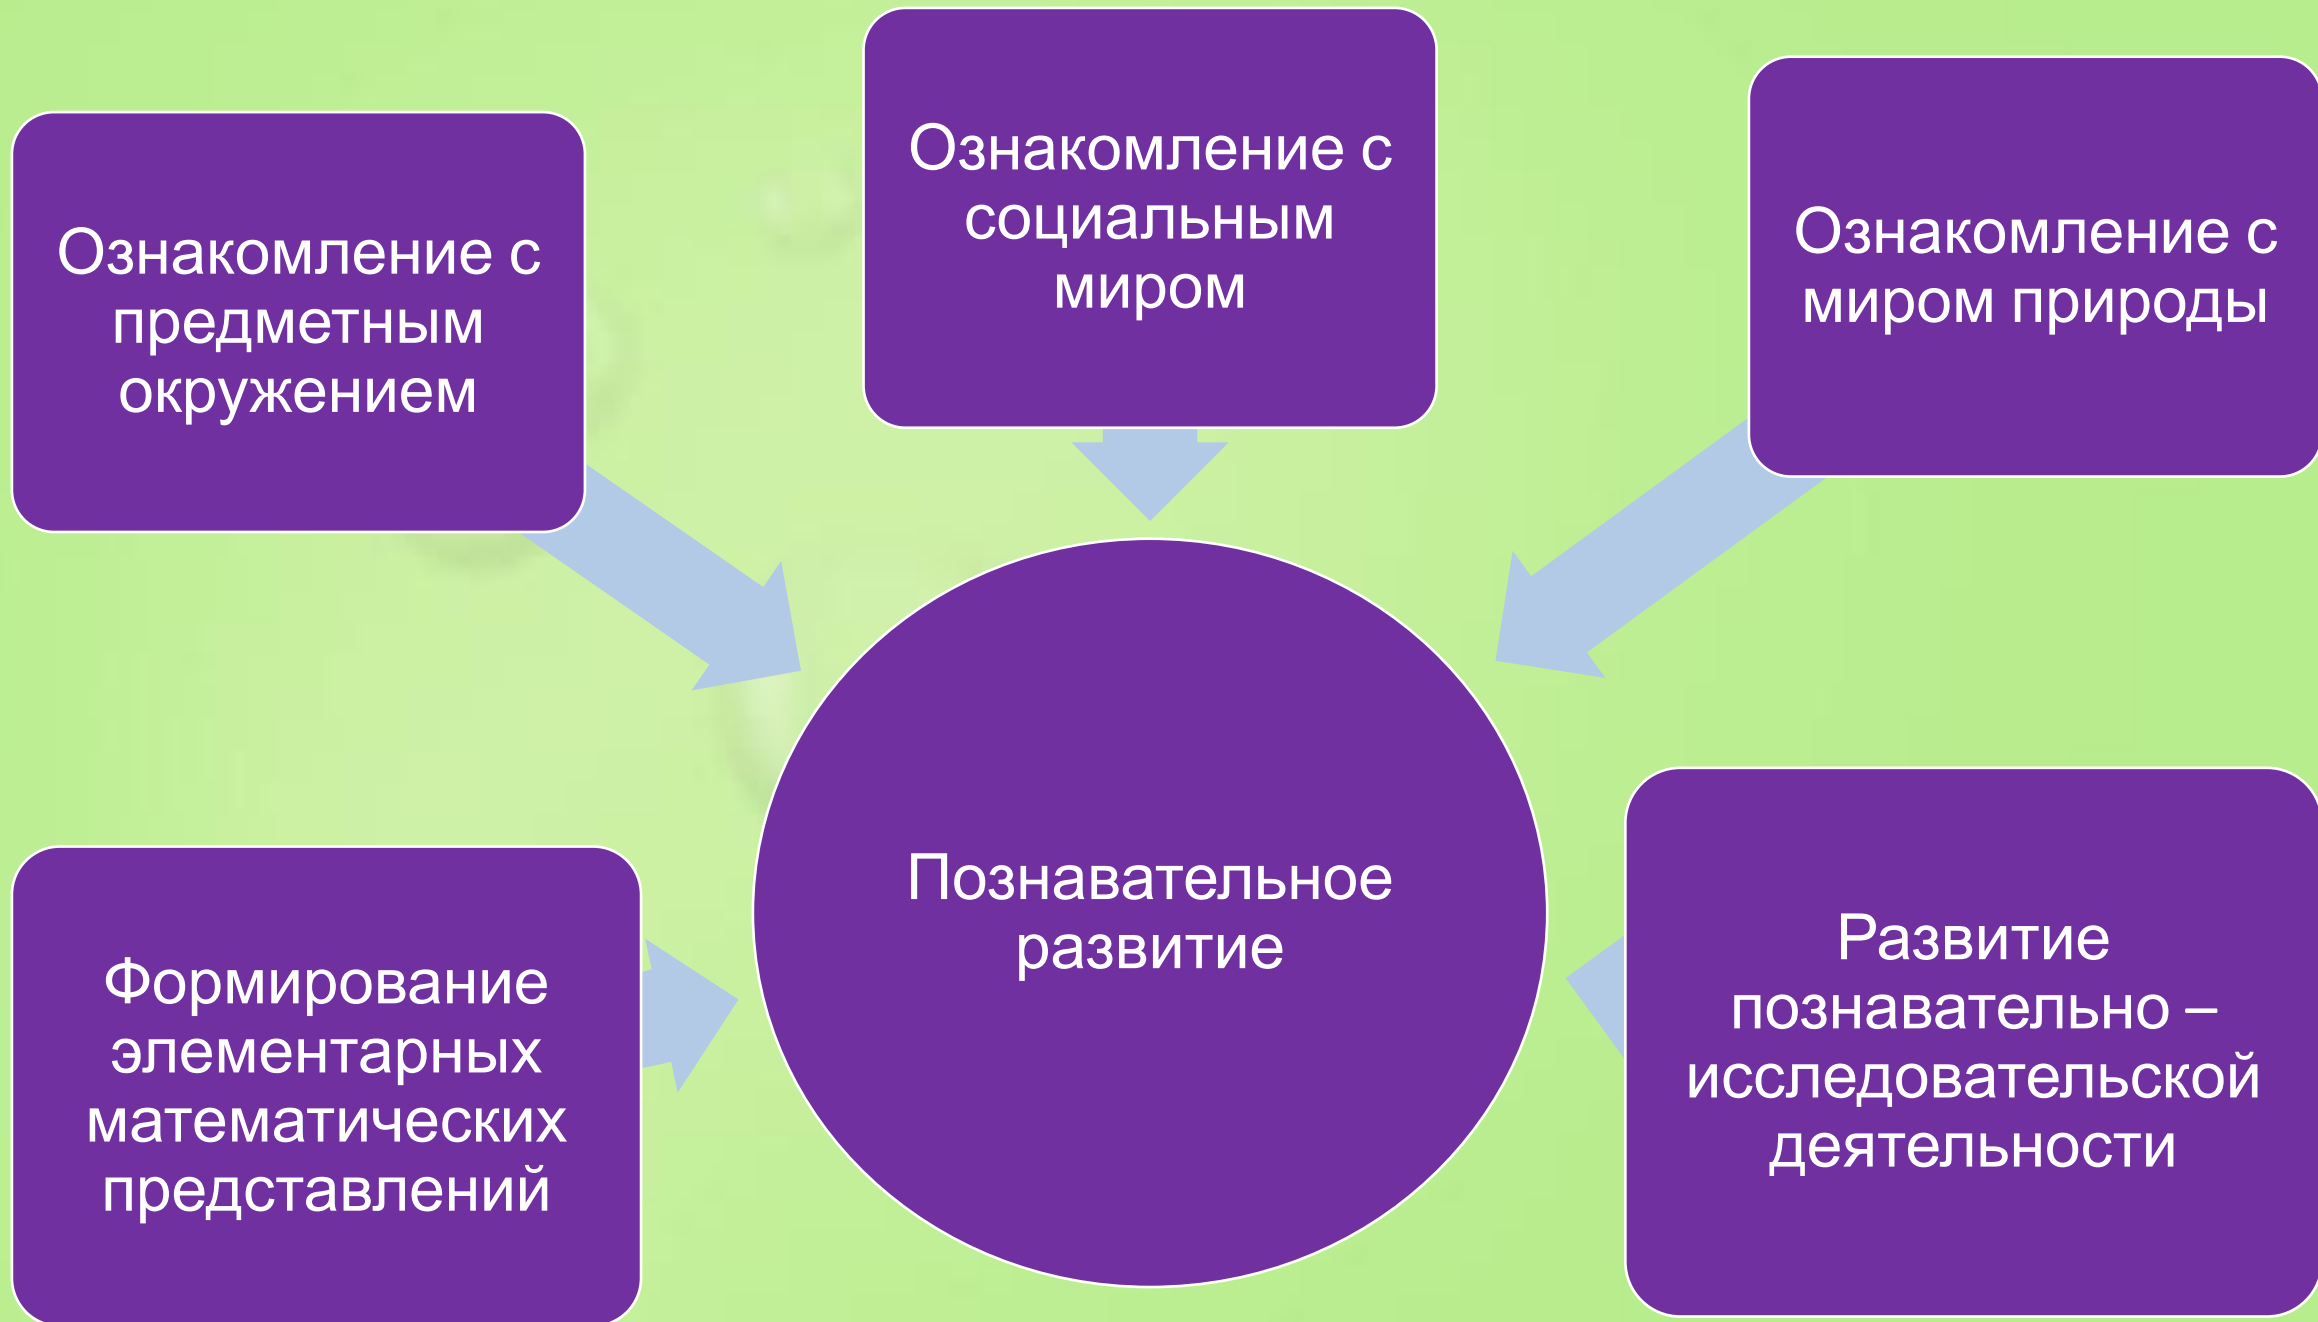 Ознакомление с
предметным
окружением
Ознакомление с
социальным
миром
Ознакомление с
миром природы
Формирование
элементарных
математических
представлений
Познавательное
развитие
Развитие
познавательно –
исследовательской
деятельности